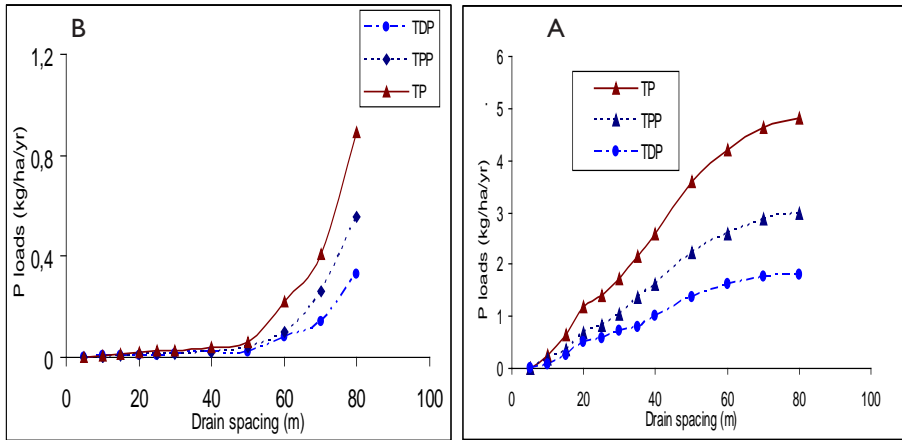 B
P loads (kg/ha/yr)
1,2
0,8
0,4
0
0 20 40 60 80 100
Drain spacing (m)
TDP
TPP
TP
A
P loads (kg/ha/yr)
6
5
4
3
2
1
0
0 20 40 60 80 100
Drain spacing (m)
TP
TPP
TDP